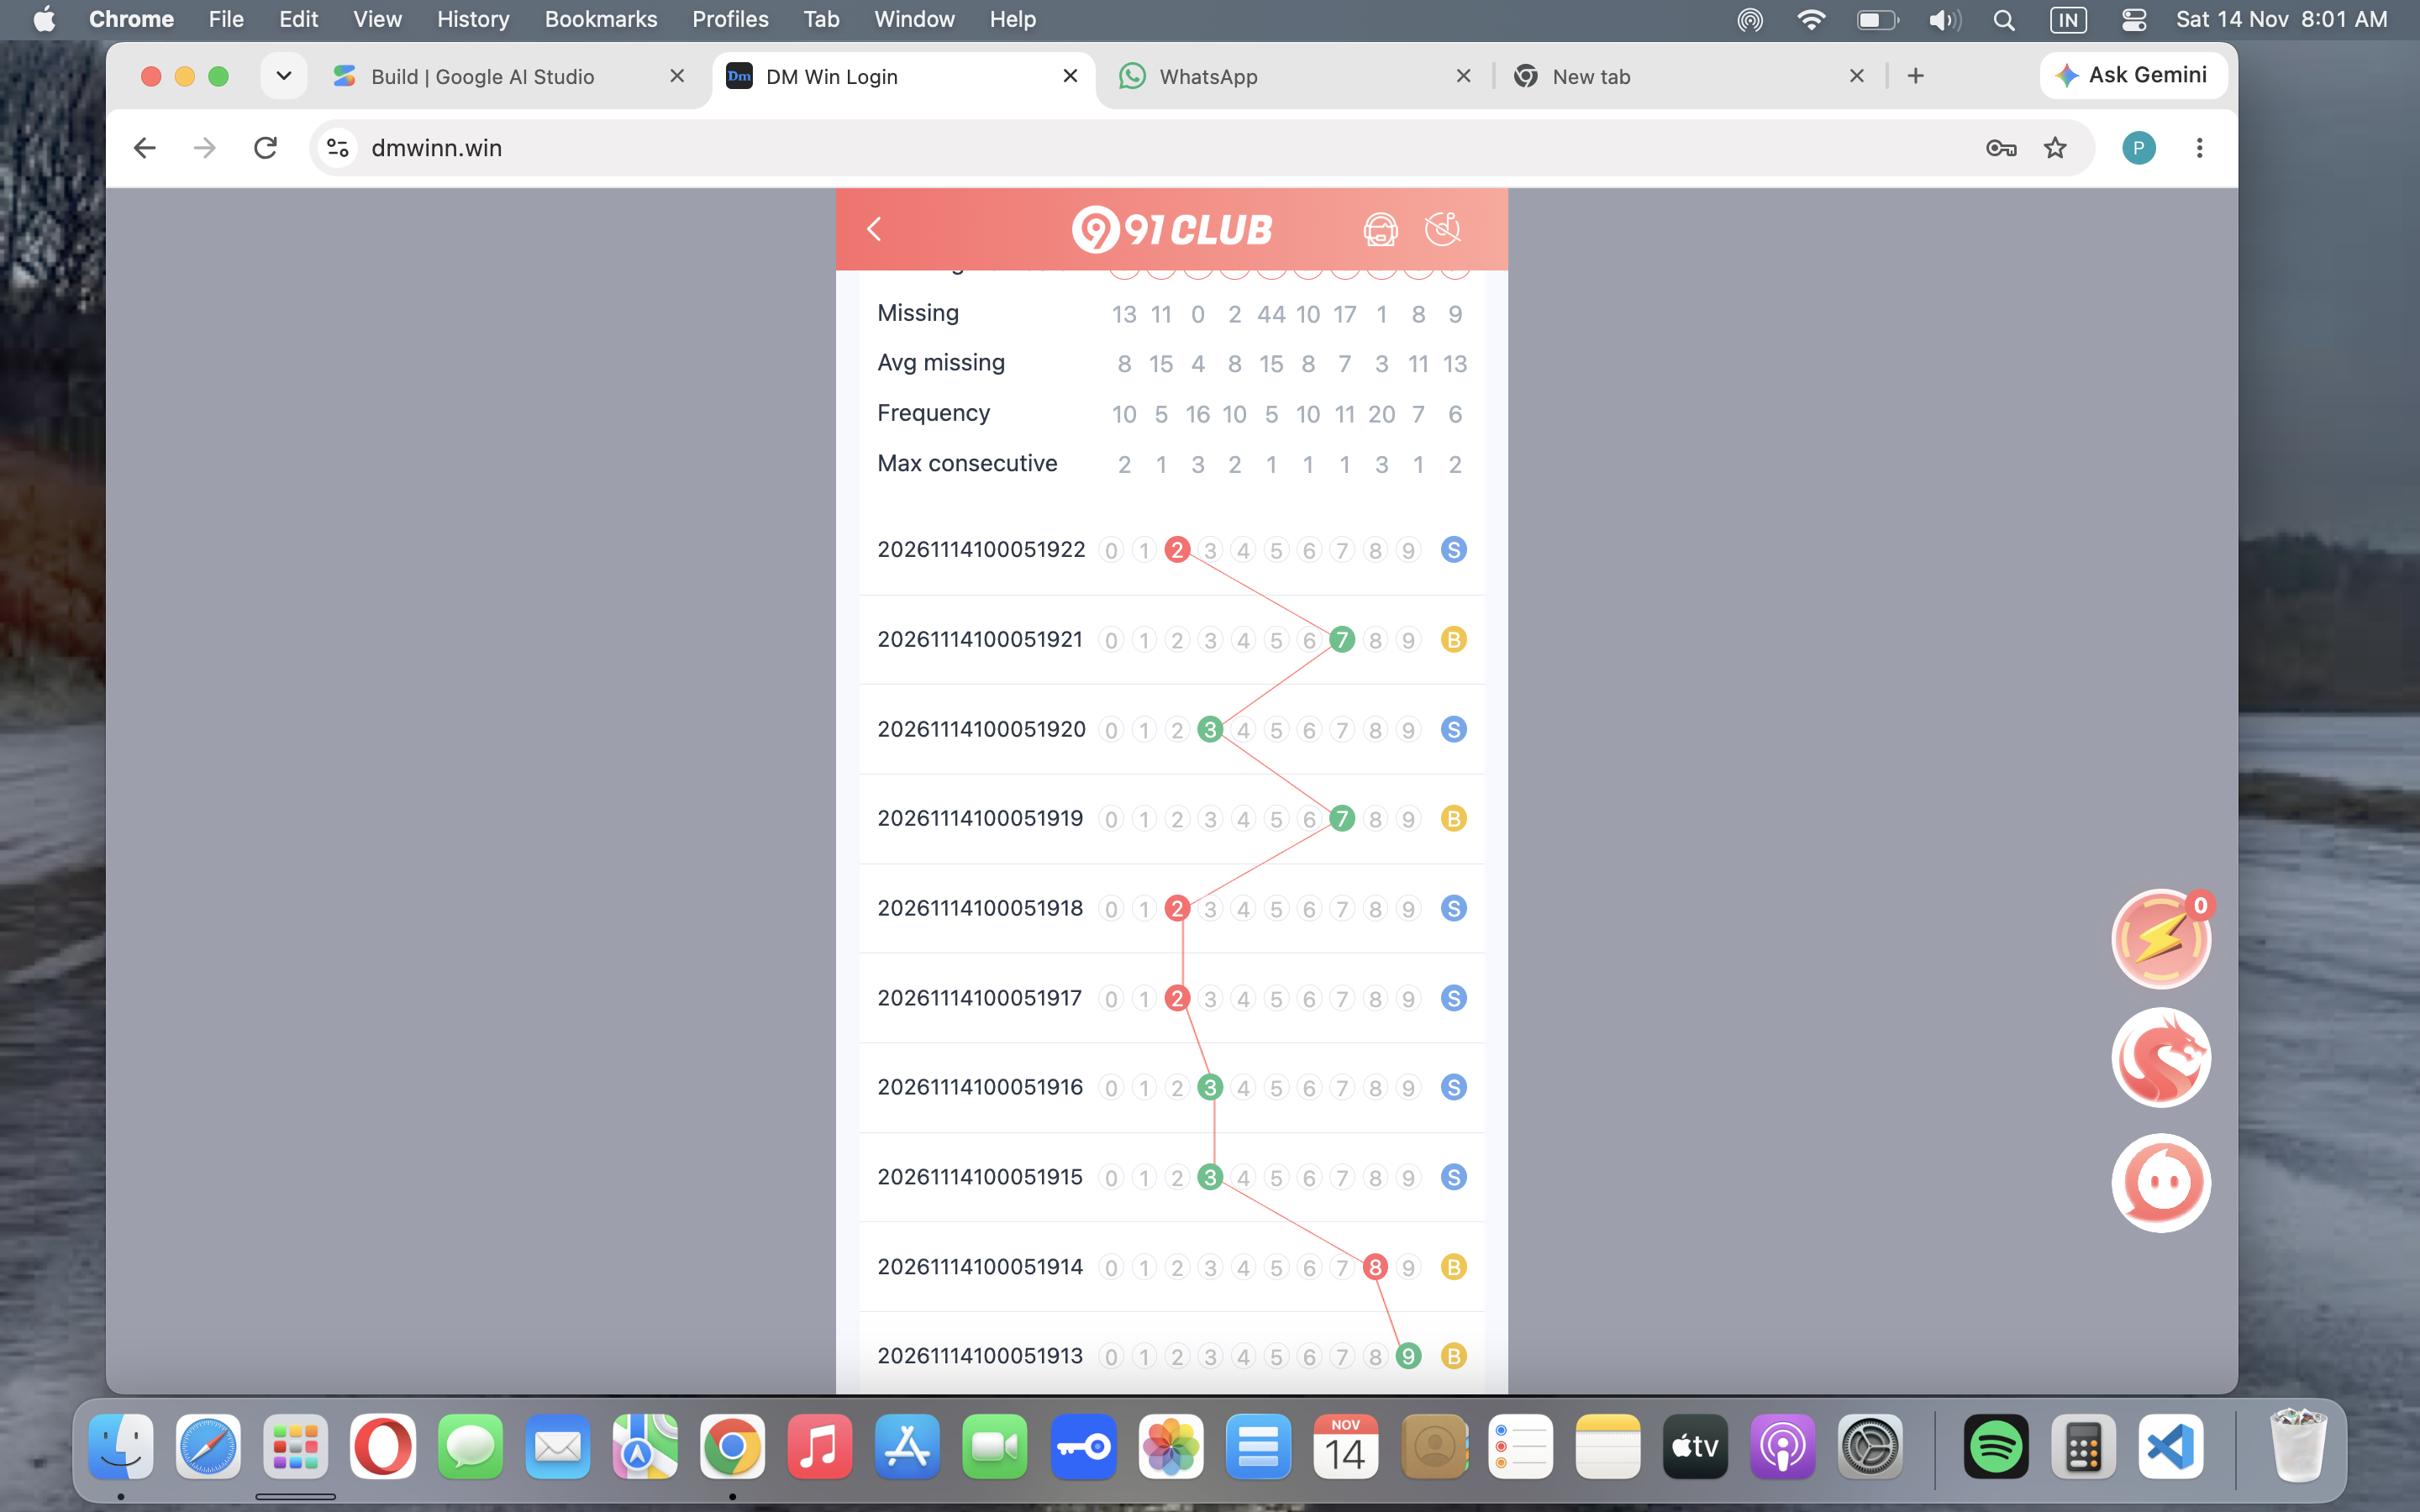 Chrome File Edit View History Bookmarks Profiles Tab Window Help IN Sat 14 Nov 8:01 AM
Build | Google AI Studio Dm DM Win Login WhatsApp New tab Ask Gemini
dmwinn.win P
91 CLUB
Missing 13 11 0 2 44 10 17 1 8 9
Avg missing 8 15 4 8 15 8 7 3 11 13
Frequency 10 5 16 10 5 10 11 20 7 6
Max consecutive 2 1 3 2 1 1 1 3 1 2
20261114100051922 0 1 2 3 4 5 6 7 8 9 S
20261114100051921 0 1 2 3 4 5 6 7 8 9 B
20261114100051920 0 1 2 3 4 5 6 7 8 9 S
20261114100051919 0 1 2 3 4 5 6 7 8 9 B
20261114100051918 0 1 2 3 4 5 6 7 8 9 S
0
20261114100051917 0 1 2 3 4 5 6 7 8 9 S
20261114100051916 0 1 2 3 4 5 6 7 8 9 S
20261114100051915 0 1 2 3 4 5 6 7 8 9 S
20261114100051914 0 1 2 3 4 5 6 7 8 9 B
20261114100051913 0 1 2 3 4 5 6 7 8 9 B
NOV
14
tv